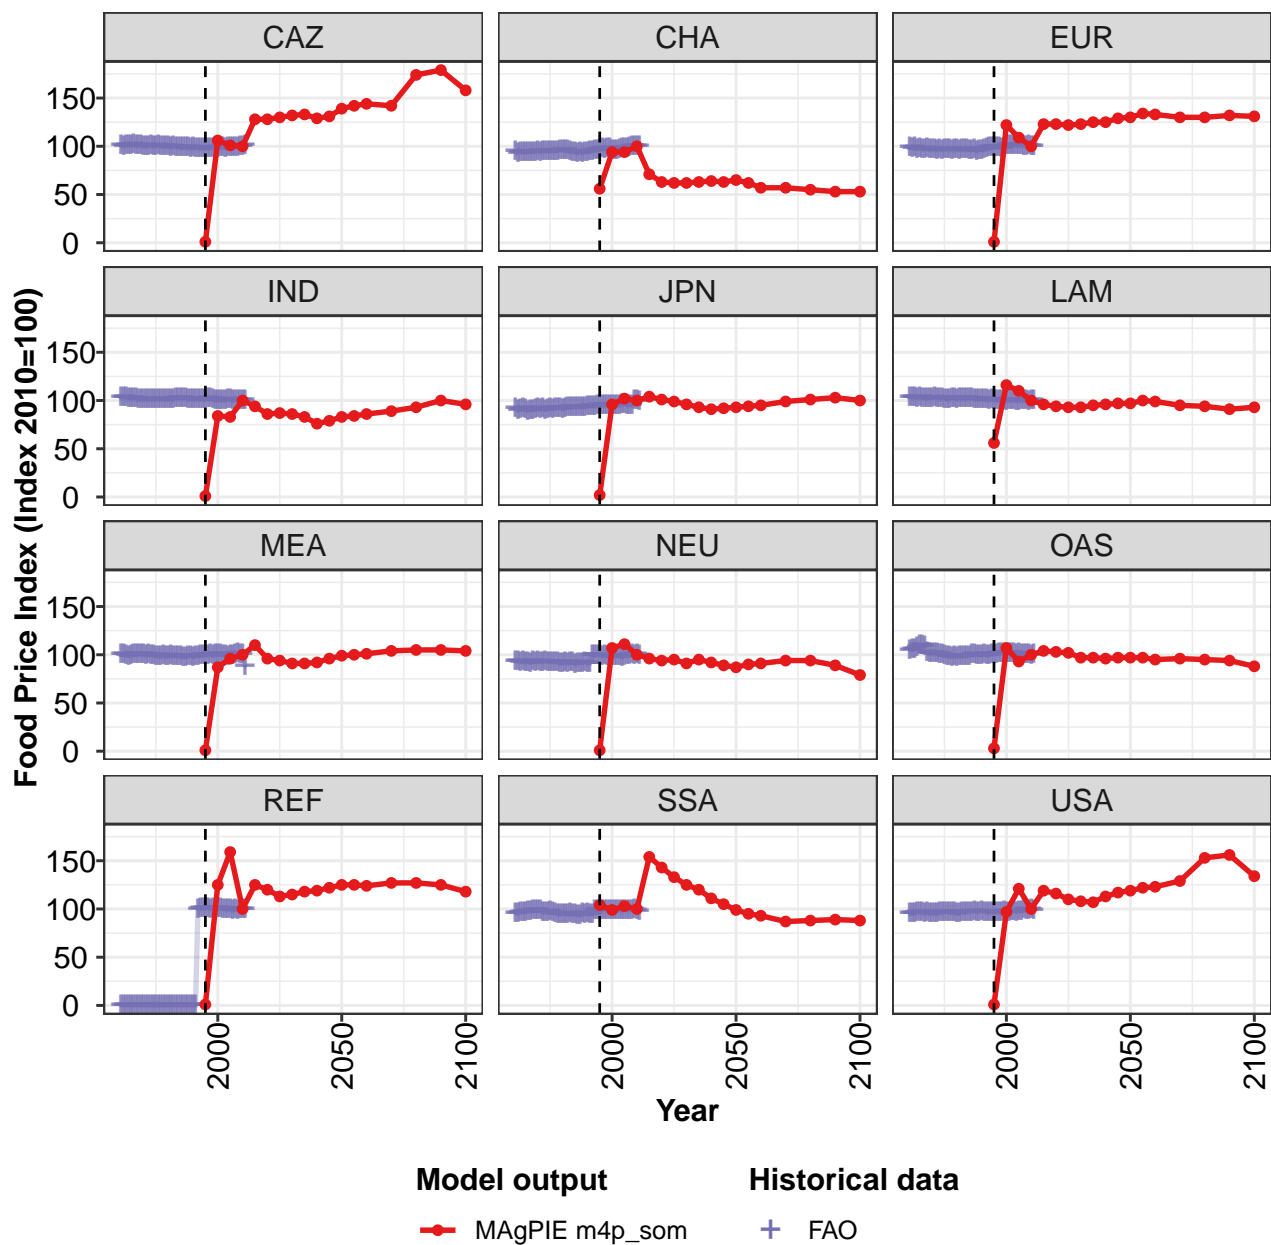 CAZ CHA EUR
150
100
50
0
IND JPN LAM
150
100
50
0
MEA NEU OAS
150
100
50
0
REF SSA USA
150
100
50
0
Food Price Index (Index 2010=100)
2000 2050 2100 2000 2050 2100 2000 2050 2100
Year
Model output Historical data
MAgPIE m4p_som FAO